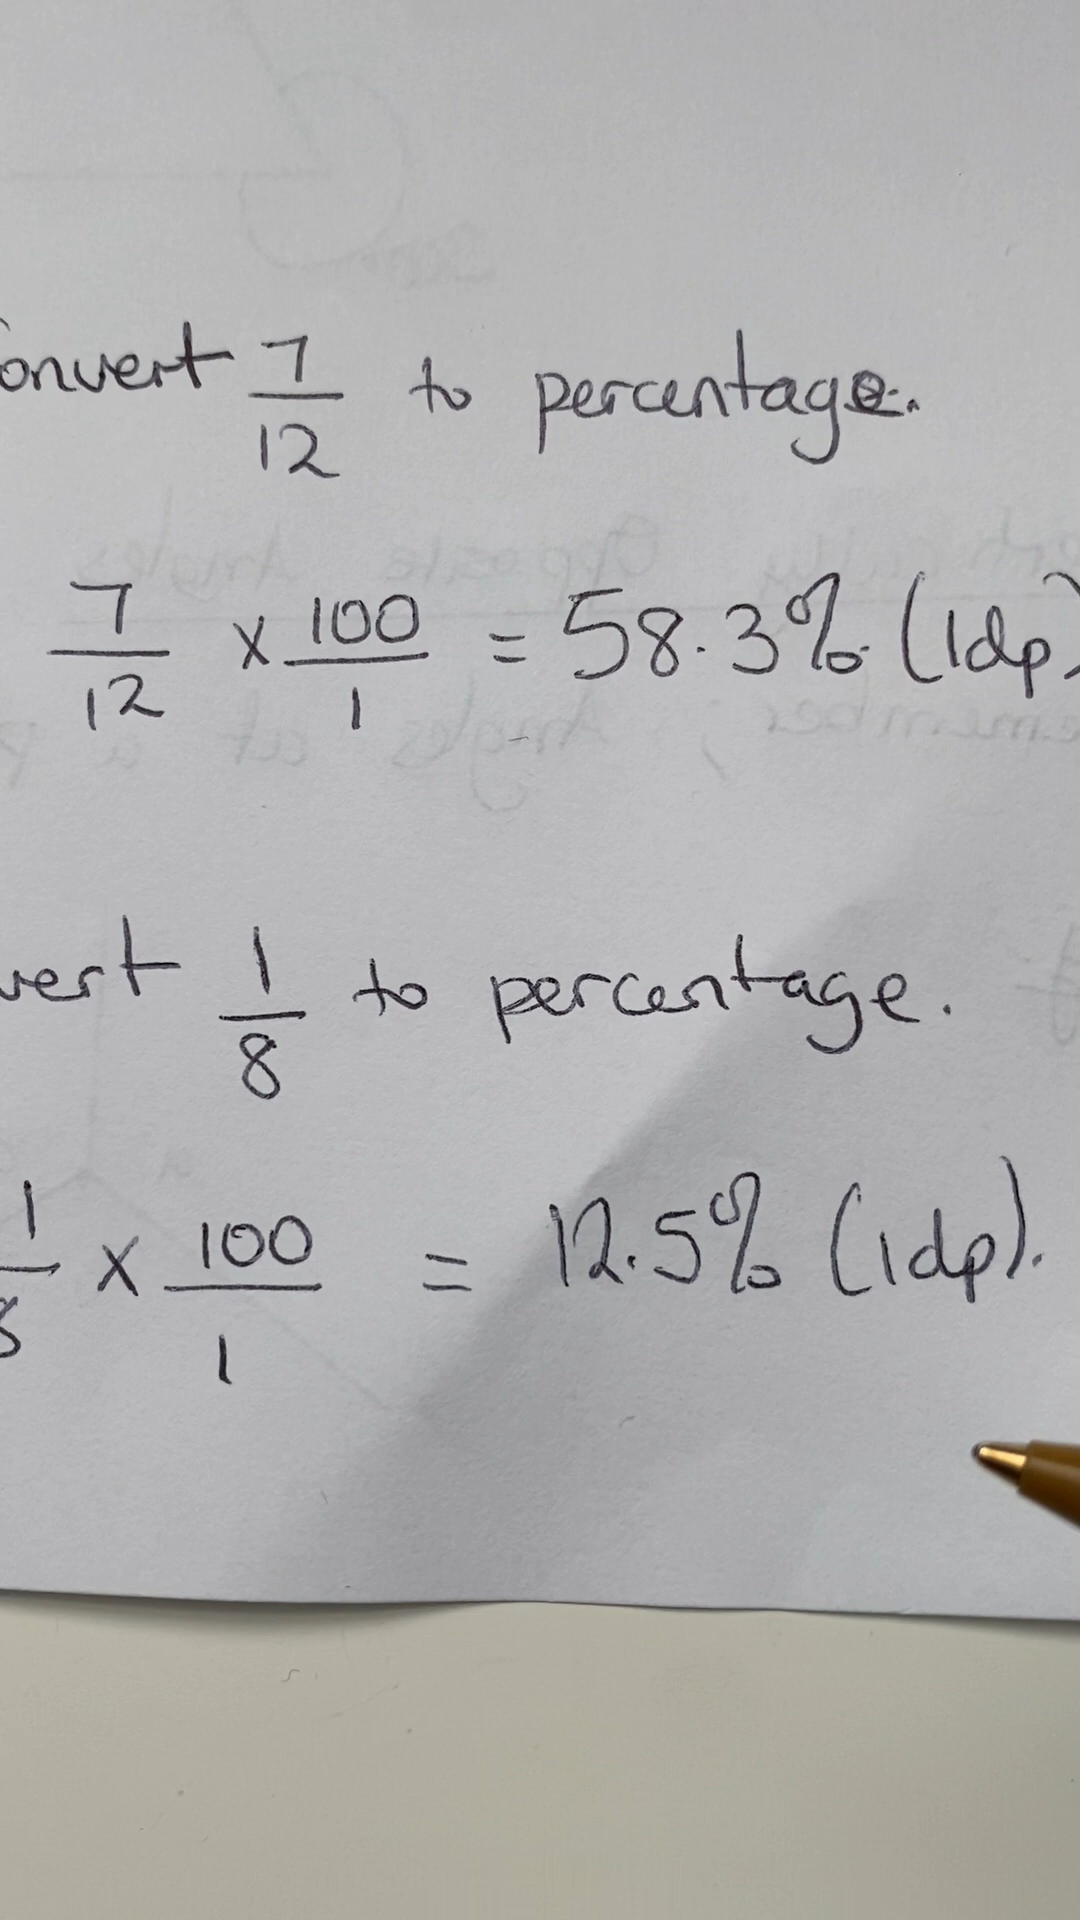 onvert 7/12 to percentage.
7/12 x 100/1 = 58.3% (1dp)
vert 1/8 to percentage.
1/8 x 100/1 = 12.5% (1dp).